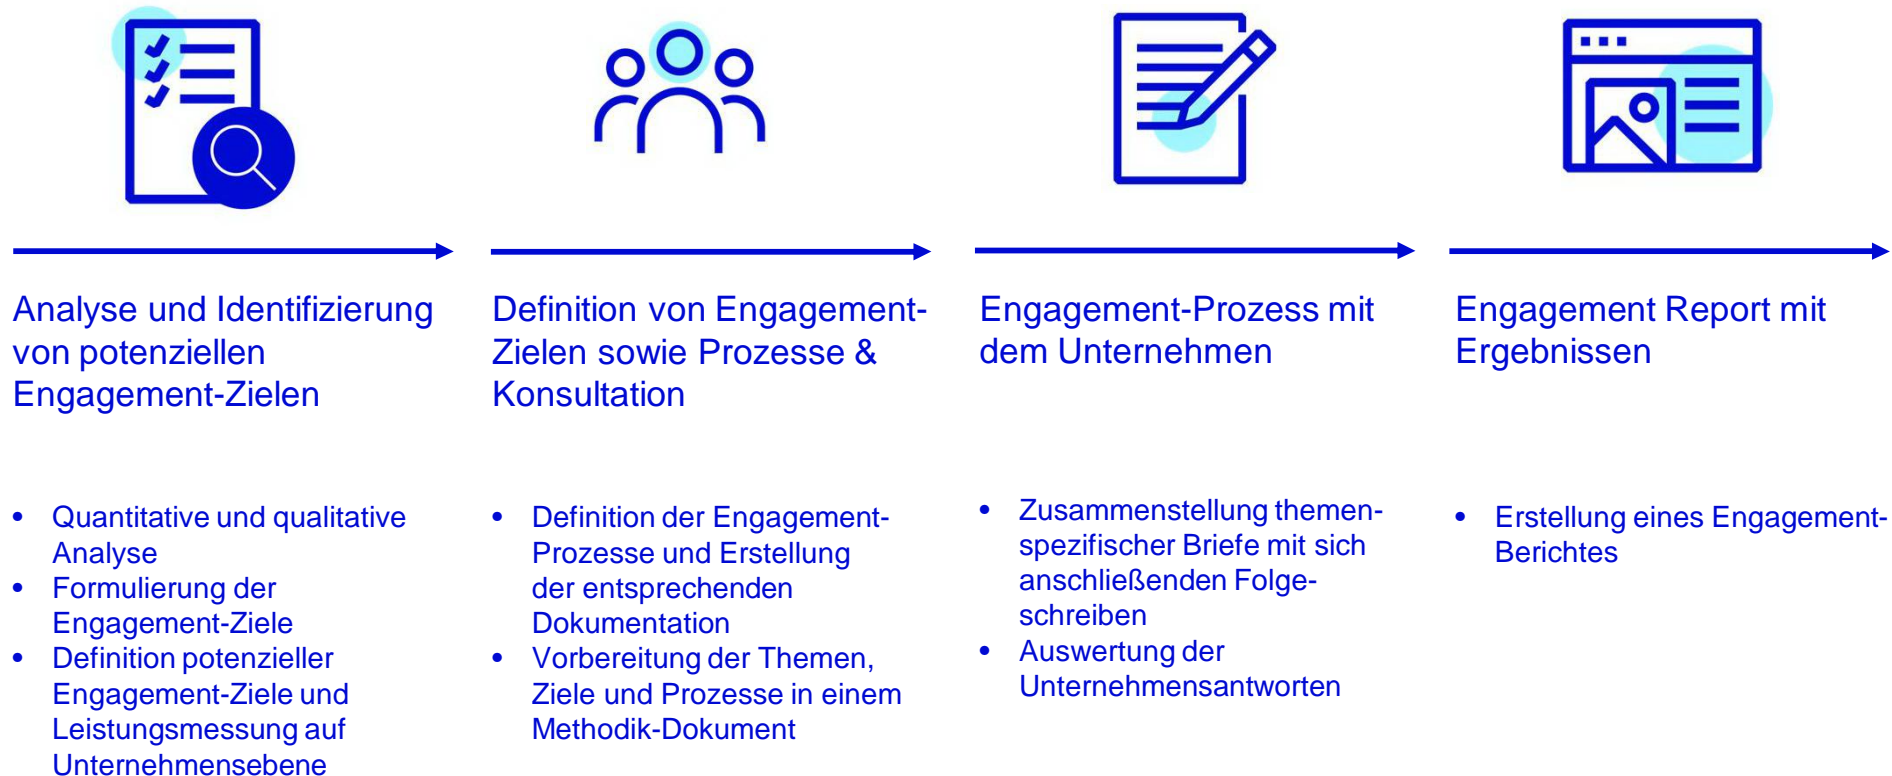 Analyse und Identifizierung
von potenziellen
Engagement-Zielen
• Quantitative und qualitative
Analyse
• Formulierung der
Engagement-Ziele
• Definition potenzieller
Engagement-Ziele und
Leistungsmessung auf
Unternehmensebene
Definition von Engagement-
Zielen sowie Prozesse &
Konsultation
• Definition der Engagement-
Prozesse und Erstellung
der entsprechenden
Dokumentation
• Vorbereitung der Themen,
Ziele und Prozesse in einem
Methodik-Dokument
Engagement-Prozess mit
dem Unternehmen
• Zusammenstellung themen-
spezifischer Briefe mit sich
anschließenden Folge-
schreiben
• Auswertung der
Unternehmensantworten
Engagement Report mit
Ergebnissen
• Erstellung eines Engagement-
Berichtes